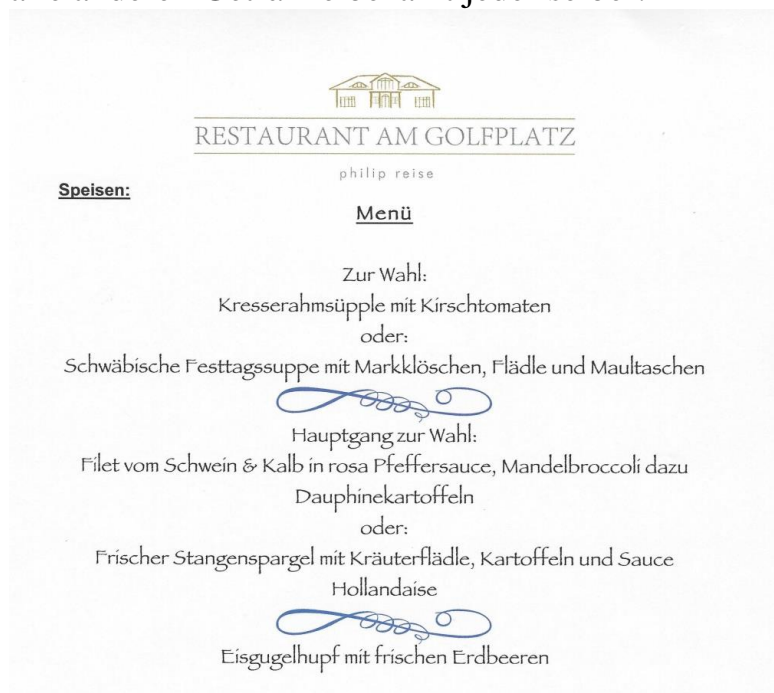 RESTAURANT AM GOLFPLATZ
philip reise
Speisen:
Menü
Zur Wahl:
Kresserahmsüpple mit Kirschtomaten
oder:
Schwäbische Festtagssuppe mit Markklöschen, Flädle und Maultaschen
Hauptgang zur Wahl:
Filet vom Schwein & Kalb in rosa Pfeffersauce, Mandelbroccoli dazu
Dauphinekartoffeln
oder:
Frischer Stangenspargel mit Kräuterflädle, Kartoffeln und Sauce
Hollandaise
Eisgugelhupf mit frischen Erdbeeren